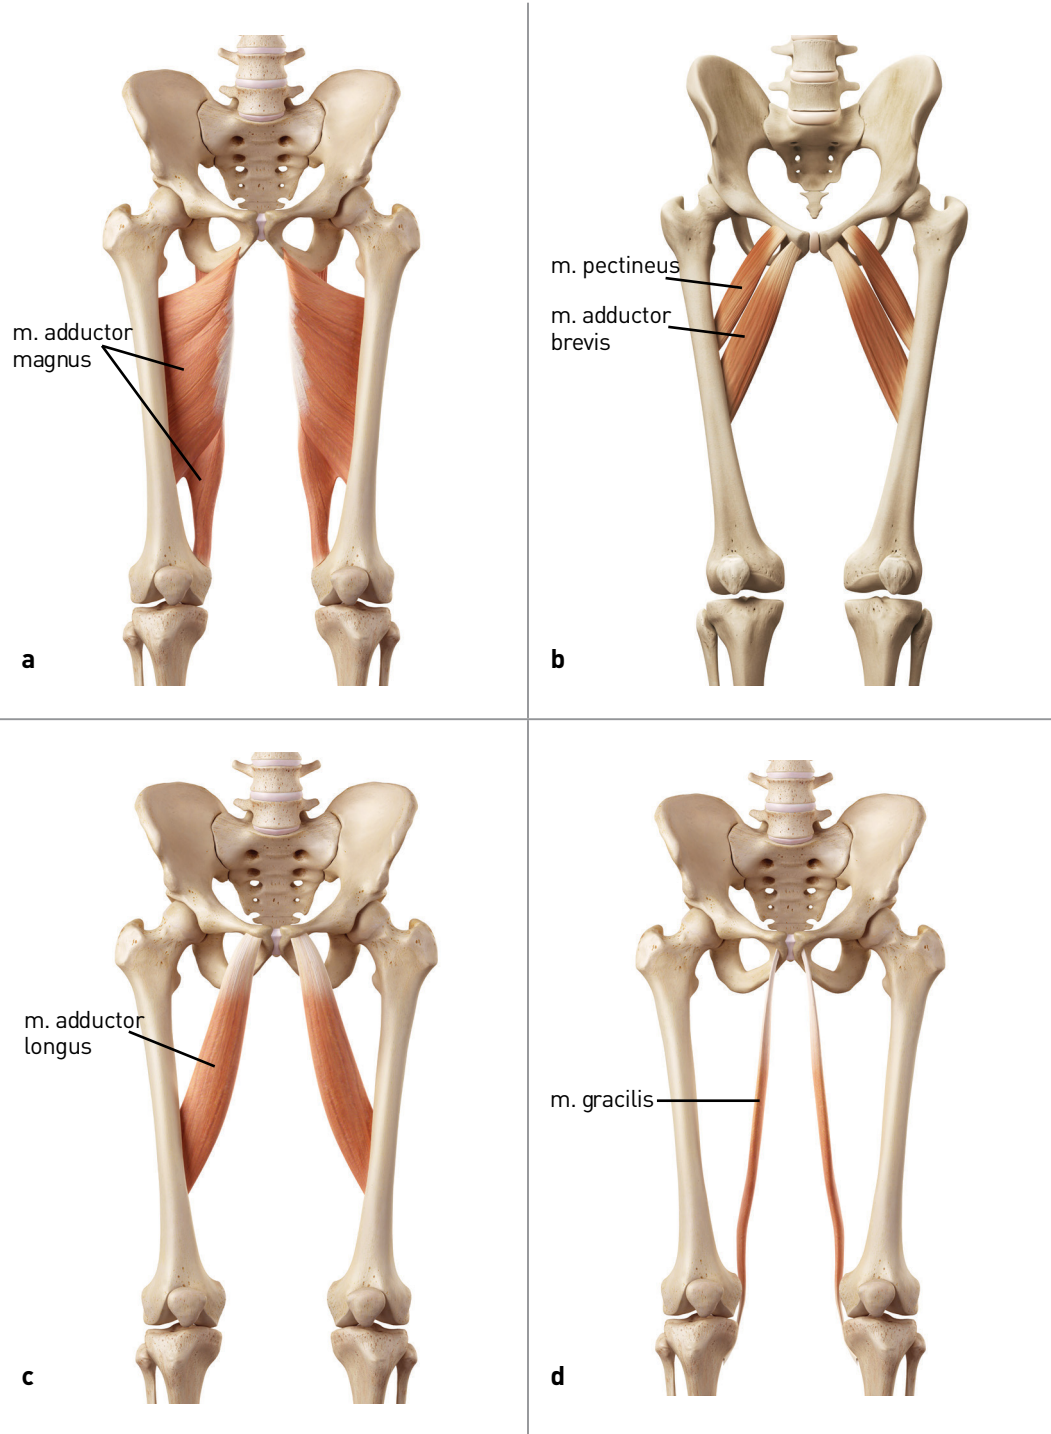 m. adductor
magnus
a
m. pectineus
m. adductor
brevis
b
m. adductor
longus
c
m. gracilis
d